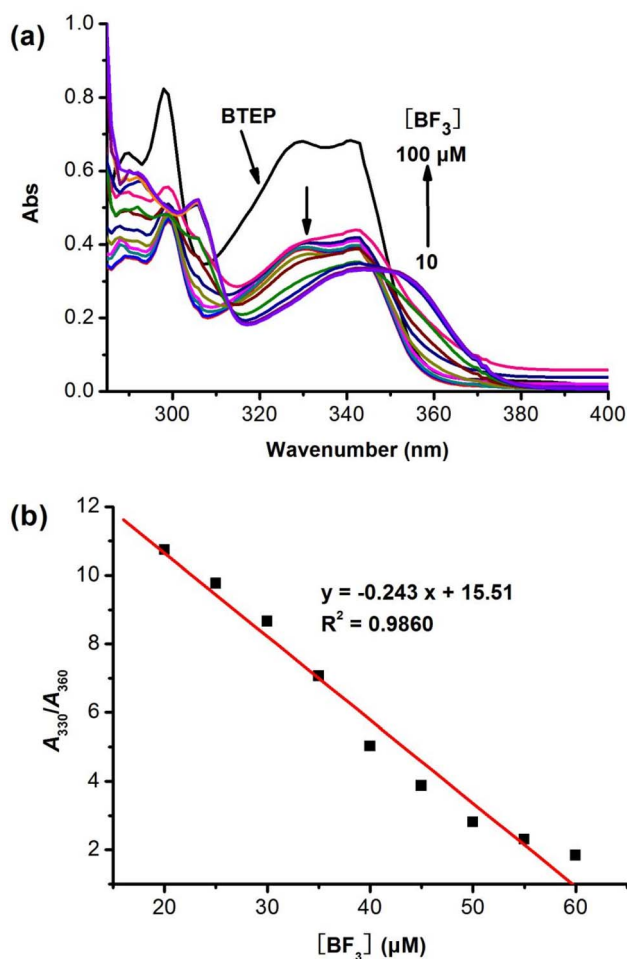 (a)
1.0
0.8
0.6
0.4
0.2
0.0
Abs
BTEP
[BF₃]
100 µM
10
300 320 340 360 380 400
Wavenumber (nm)
(b)
12
10
8
6
4
2
A₃₃₀/A₃₆₀
y = -0.243 x + 15.51
R² = 0.9860
20 30 40 50 60
[BF₃] (µM)